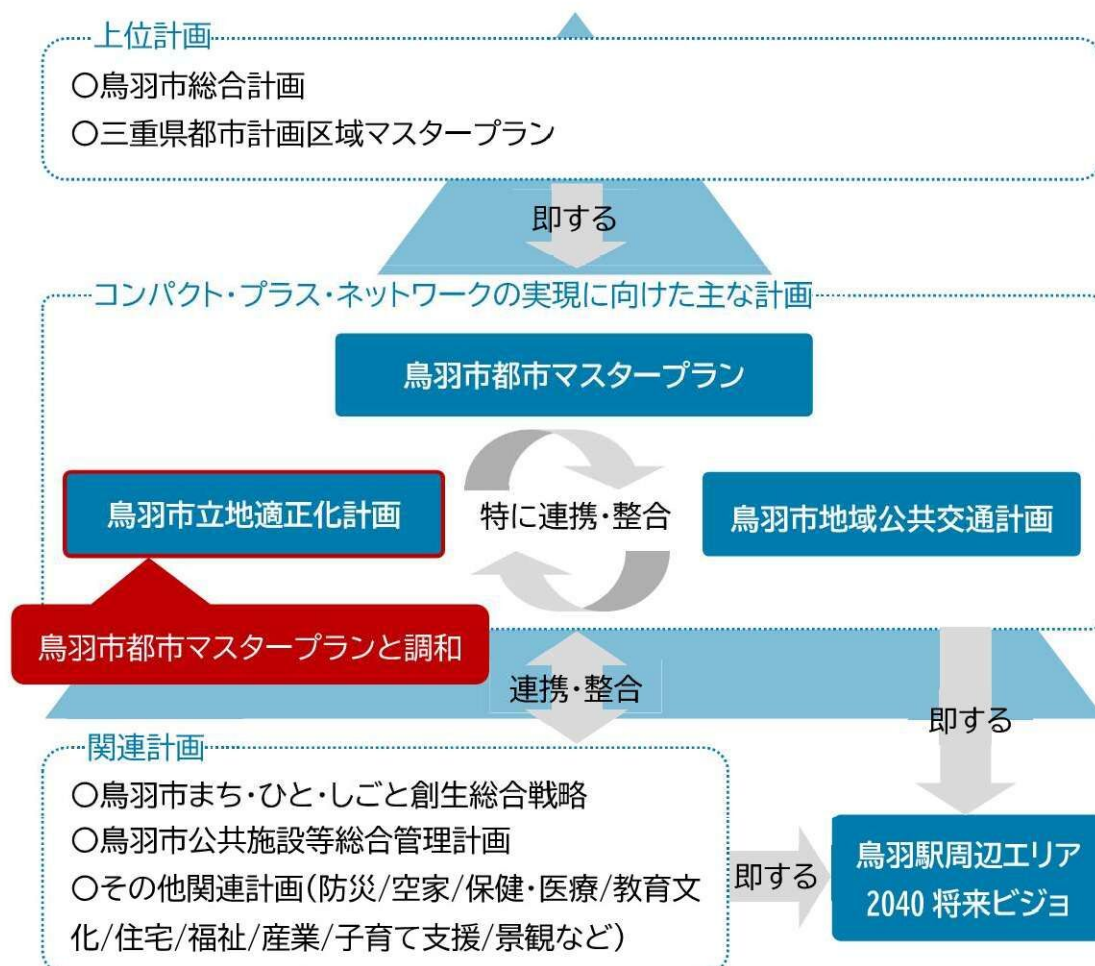 上位計画
〇鳥羽市総合計画
〇三重県都市計画区域マスタープラン
即する
コンパクト・プラス・ネットワークの実現に向けた主な計画
鳥羽市都市マスタープラン
鳥羽市立地適正化計画
特に連携・整合
鳥羽市地域公共交通計画
鳥羽市都市マスタープランと調和
連携・整合
即する
関連計画
〇鳥羽市まち・ひと・しごと創生総合戦略
〇鳥羽市公共施設等総合管理計画
〇その他関連計画(防災/空家/保健・医療/教育文
化/住宅/福祉/産業/子育て支援/景観など)
即する
鳥羽駅周辺エリア
2040 将来ビジョ